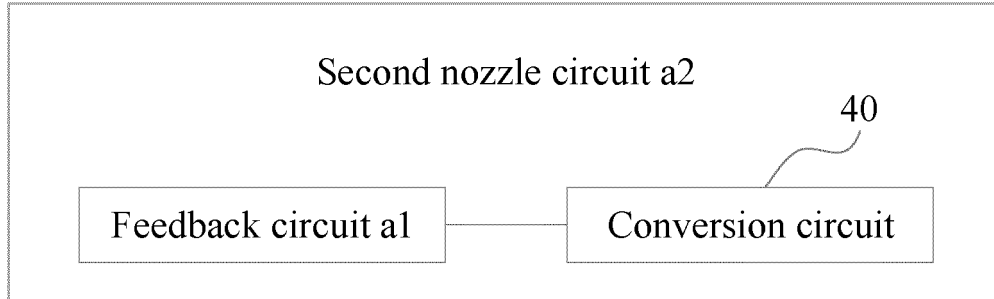 Second nozzle circuit a2
40
Feedback circuit a1
Conversion circuit